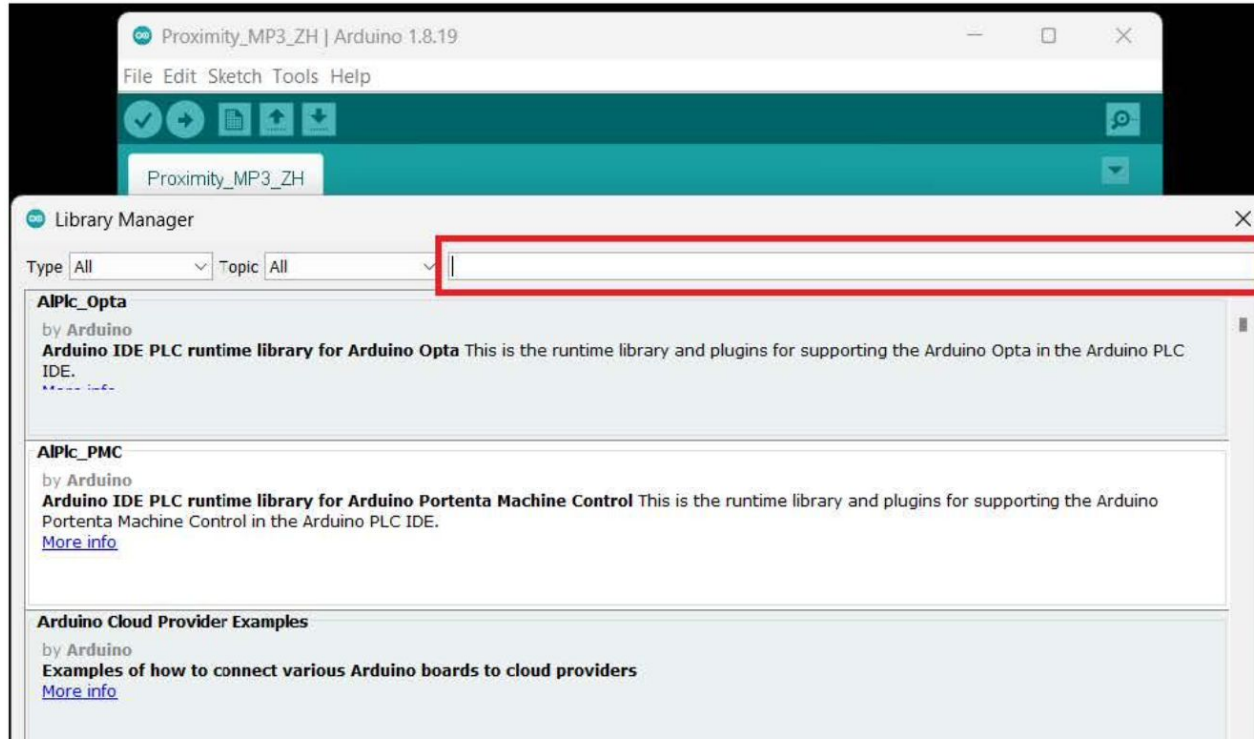 Proximity_MP3_ZH | Arduino 1.8.19
File Edit Sketch Tools Help
Proximity_MP3_ZH
Library Manager
Type All Topic All
AlPlc_Opta
by Arduino
Arduino IDE PLC runtime library for Arduino Opta This is the runtime library and plugins for supporting the Arduino Opta in the Arduino PLC
IDE.
More info
AlPlc_PMC
by Arduino
Arduino IDE PLC runtime library for Arduino Portenta Machine Control This is the runtime library and plugins for supporting the Arduino
Portenta Machine Control in the Arduino PLC IDE.
More info
Arduino Cloud Provider Examples
by Arduino
Examples of how to connect various Arduino boards to cloud providers
More info